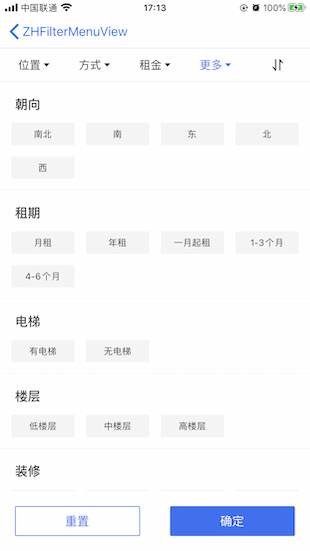 中国联通 17:13 100%
ZHFilterMenuView
位置 方式 租金 更多
朝向
南北 南 东 北
西
租期
月租 年租 一月起租 1-3个月
4-6个月
电梯
有电梯 无电梯
楼层
低楼层 中楼层 高楼层
装修
重置 确定